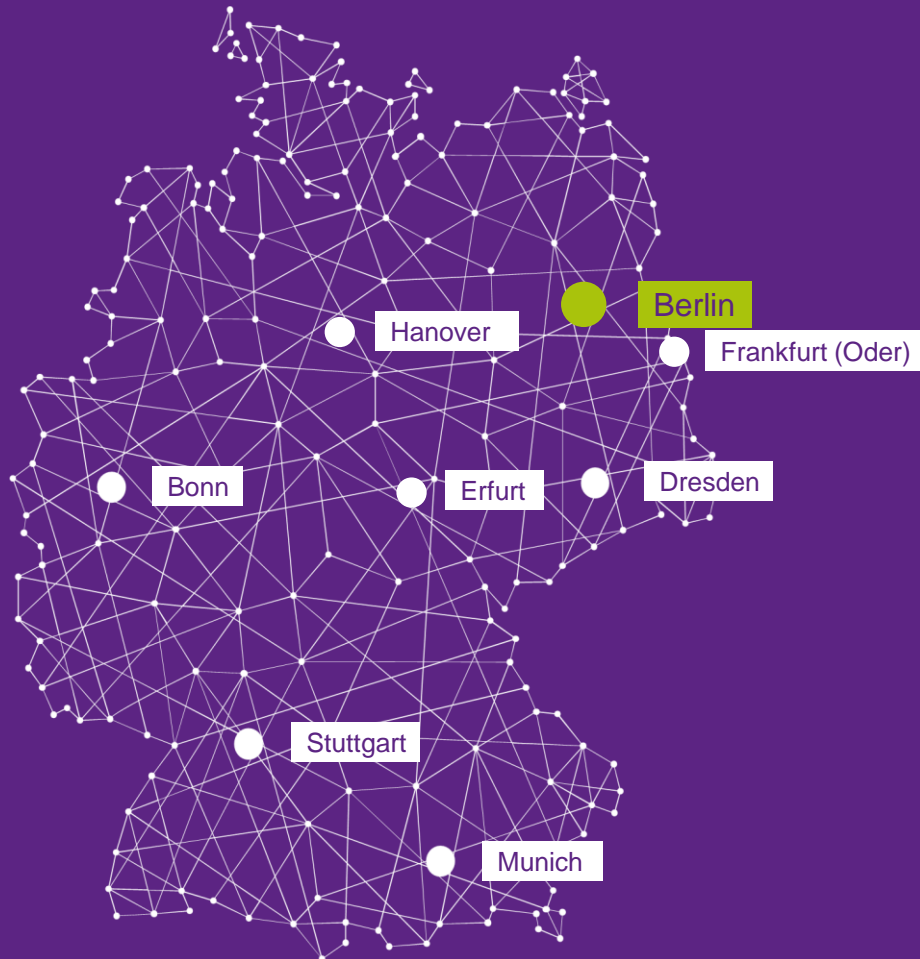 Berlin
Hanover
Frankfurt (Oder)
Bonn
Erfurt
Dresden
Stuttgart
Munich